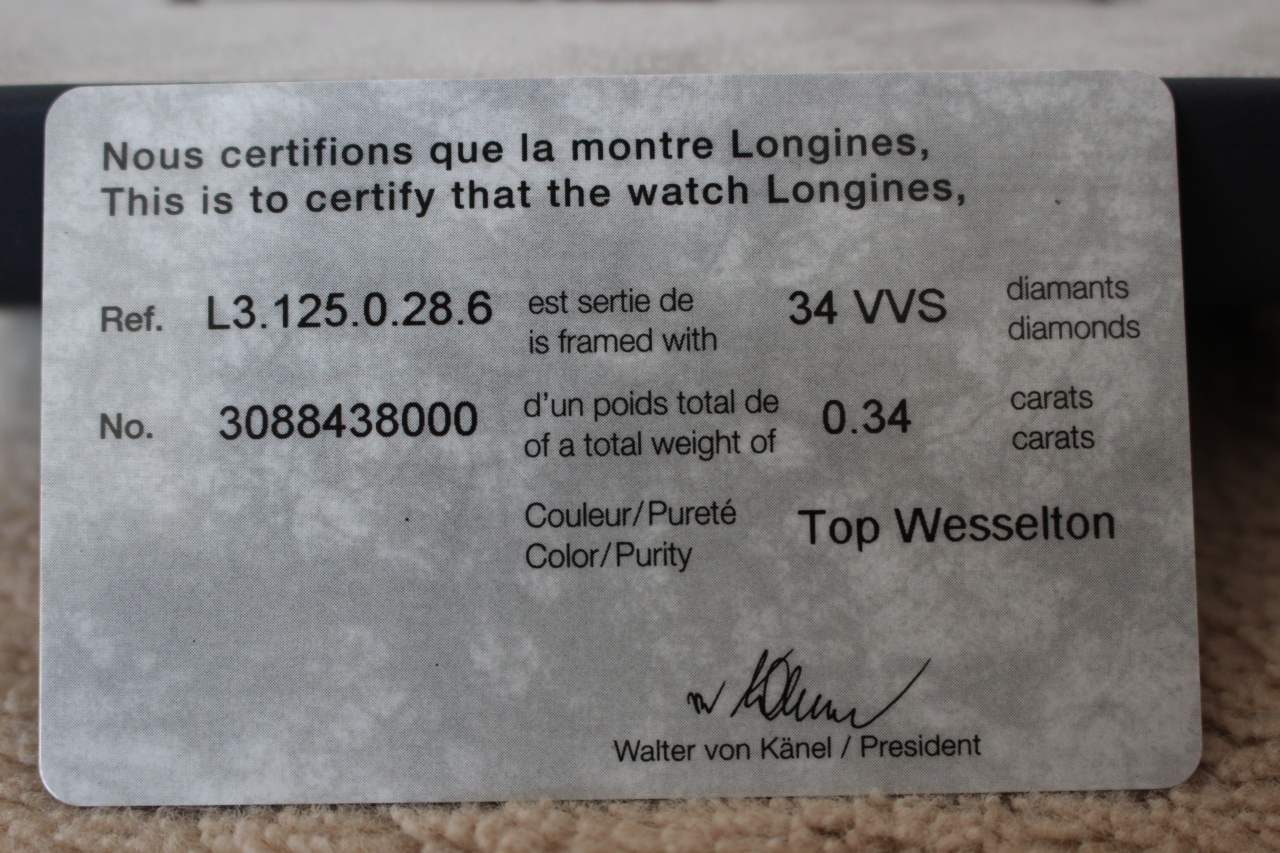 Nous certifions que la montre Longines,
This is to certify that the watch Longines,
Ref. L3.125.0.28.6 est sertie de 34 VVS diamants
is framed with diamonds
No. 3088438000 d'un poids total de 0.34 carats
of a total weight of carats
Couleur/Pureté Top Wesselton
Color/Purity
Walter von Känel / President